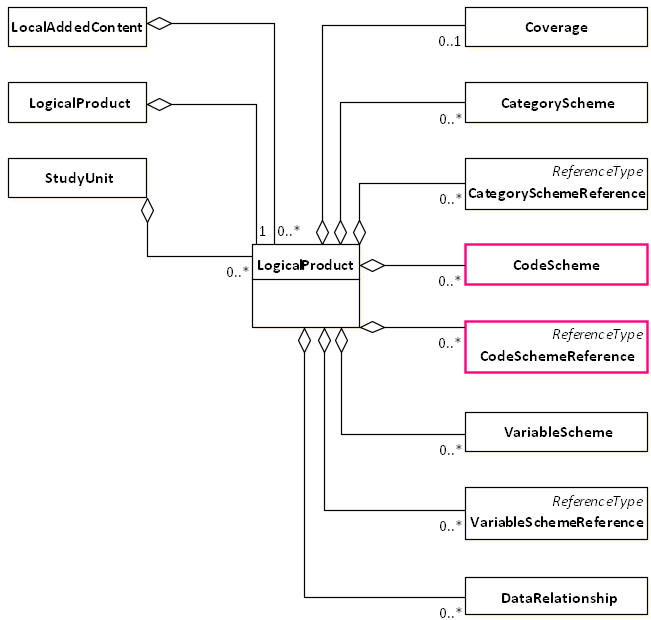 LocalAddedContent
Coverage
0..1
LogicalProduct
CategoryScheme
0..*
StudyUnit
ReferenceType
CategorySchemeReference
0..*
1 0..*
0..*
LogicalProduct
CodeScheme
0..*
ReferenceType
CodeSchemeReference
0..*
VariableScheme
0..*
ReferenceType
VariableSchemeReference
0..*
DataRelationship
0..*